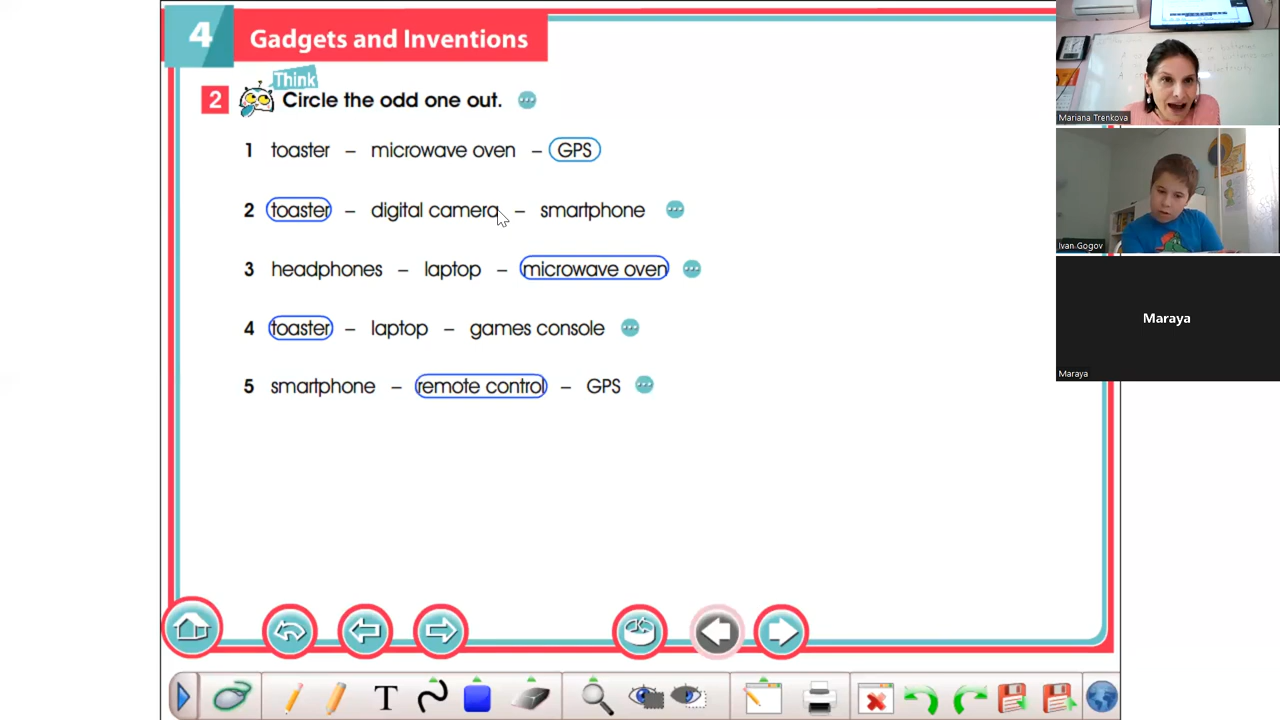 4 Gadgets and Inventions
Think
2 Circle the odd one out.
1 toaster – microwave oven – GPS
2 toaster – digital camera – smartphone
3 headphones – laptop – microwave oven
4 toaster – laptop – games console
5 smartphone – remote control – GPS
T
Mariana Trenkova
Ivan Gogov
Maraya
Maraya